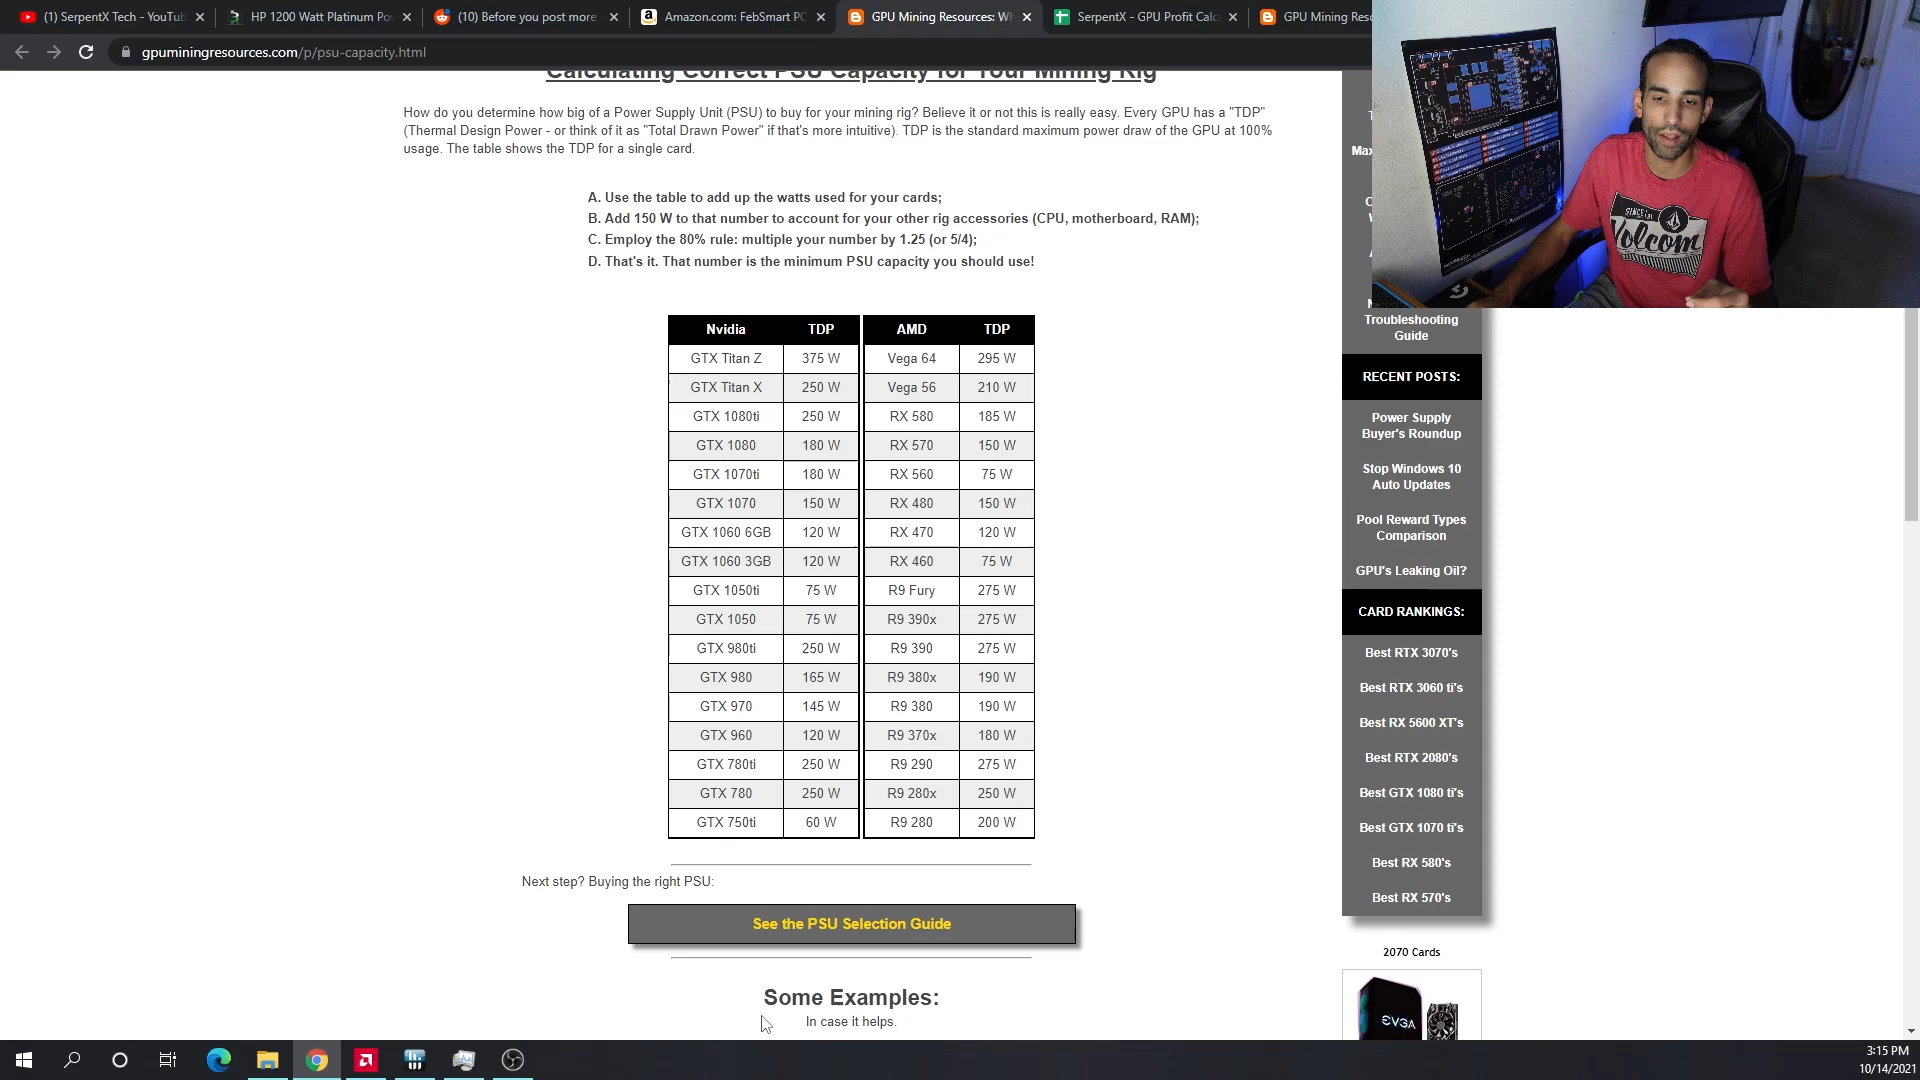 (1) SerpentX Tech - YouTub
HP 1200 Watt Platinum Po
(10) Before you post more
Amazon.com: FebSmart PC
GPU Mining Resources: Wh
SerpentX - GPU Profit Calc
GPU Mining Reso
gpuminingresources.com/p/psu-capacity.html
Calculating Correct PSU Capacity for Your Mining Rig
How do you determine how big of a Power Supply Unit (PSU) to buy for your mining rig? Believe it or not this is really easy. Every GPU has a "TDP"
(Thermal Design Power - or think of it as "Total Drawn Power" if that's more intuitive). TDP is the standard maximum power draw of the GPU at 100%
usage. The table shows the TDP for a single card.
A. Use the table to add up the watts used for your cards;
B. Add 150 W to that number to account for your other rig accessories (CPU, motherboard, RAM);
C. Employ the 80% rule: multiple your number by 1.25 (or 5/4);
D. That's it. That number is the minimum PSU capacity you should use!
Nvidia TDP AMD TDP
GTX Titan Z 375 W Vega 64 295 W
GTX Titan X 250 W Vega 56 210 W
GTX 1080ti 250 W RX 580 185 W
GTX 1080 180 W RX 570 150 W
GTX 1070ti 180 W RX 560 75 W
GTX 1070 150 W RX 480 150 W
GTX 1060 6GB 120 W RX 470 120 W
GTX 1060 3GB 120 W RX 460 75 W
GTX 1050ti 75 W R9 Fury 275 W
GTX 1050 75 W R9 390x 275 W
GTX 980ti 250 W R9 390 275 W
GTX 980 165 W R9 380x 190 W
GTX 970 145 W R9 380 190 W
GTX 960 120 W R9 370x 180 W
GTX 780ti 250 W R9 290 275 W
GTX 780 250 W R9 280x 250 W
GTX 750ti 60 W R9 280 200 W
Next step? Buying the right PSU:
See the PSU Selection Guide
Some Examples:
In case it helps.
Max
SINCE 1991
Volcom
Troubleshooting
Guide
RECENT POSTS:
Power Supply
Buyer's Roundup
Stop Windows 10
Auto Updates
Pool Reward Types
Comparison
GPU's Leaking Oil?
CARD RANKINGS:
Best RTX 3070's
Best RTX 3060 ti's
Best RX 5600 XT's
Best RTX 2080's
Best GTX 1080 ti's
Best GTX 1070 ti's
Best RX 580's
Best RX 570's
2070 Cards
EVGA
3:15 PM
10/14/2021